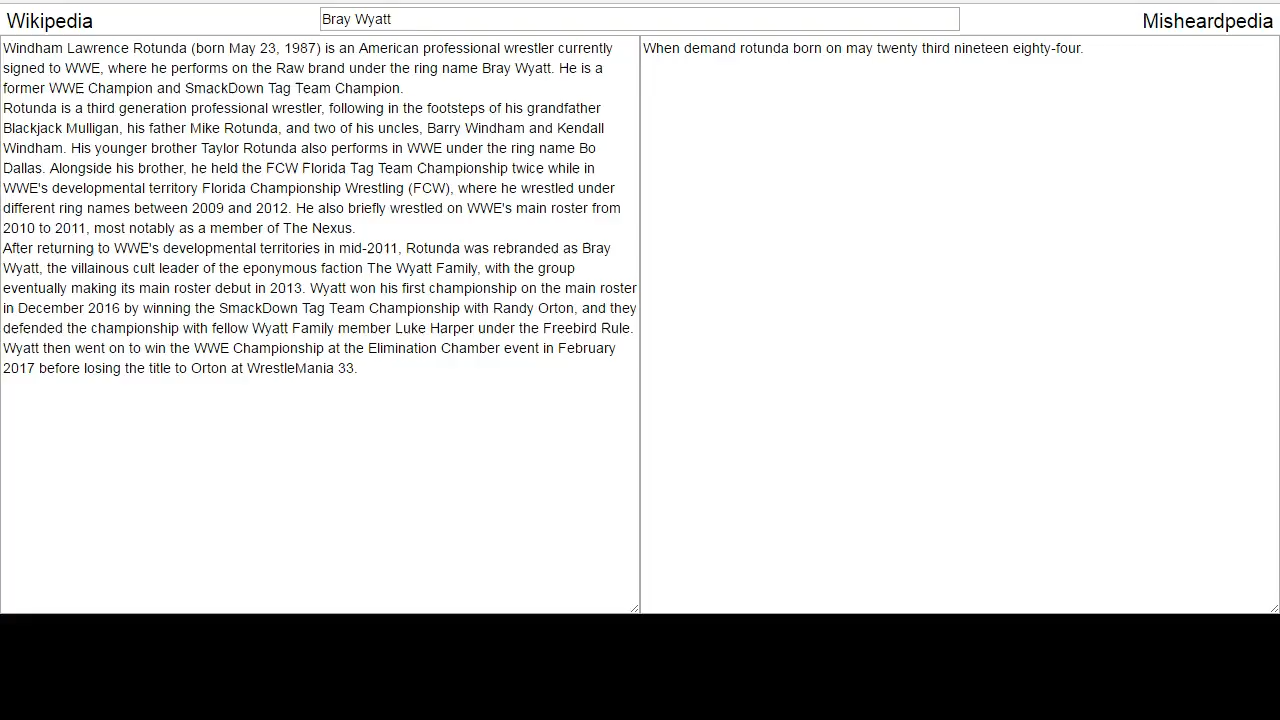 Wikipedia
Bray Wyatt
Misheardpedia
Windham Lawrence Rotunda (born May 23, 1987) is an American professional wrestler currently
signed to WWE, where he performs on the Raw brand under the ring name Bray Wyatt. He is a
former WWE Champion and SmackDown Tag Team Champion.
Rotunda is a third generation professional wrestler, following in the footsteps of his grandfather
Blackjack Mulligan, his father Mike Rotunda, and two of his uncles, Barry Windham and Kendall
Windham. His younger brother Taylor Rotunda also performs in WWE under the ring name Bo
Dallas. Alongside his brother, he held the FCW Florida Tag Team Championship twice while in
WWE's developmental territory Florida Championship Wrestling (FCW), where he wrestled under
different ring names between 2009 and 2012. He also briefly wrestled on WWE's main roster from
2010 to 2011, most notably as a member of The Nexus.
After returning to WWE's developmental territories in mid-2011, Rotunda was rebranded as Bray
Wyatt, the villainous cult leader of the eponymous faction The Wyatt Family, with the group
eventually making its main roster debut in 2013. Wyatt won his first championship on the main roster
in December 2016 by winning the SmackDown Tag Team Championship with Randy Orton, and they
defended the championship with fellow Wyatt Family member Luke Harper under the Freebird Rule.
Wyatt then went on to win the WWE Championship at the Elimination Chamber event in February
2017 before losing the title to Orton at WrestleMania 33.
When demand rotunda born on may twenty third nineteen eighty-four.